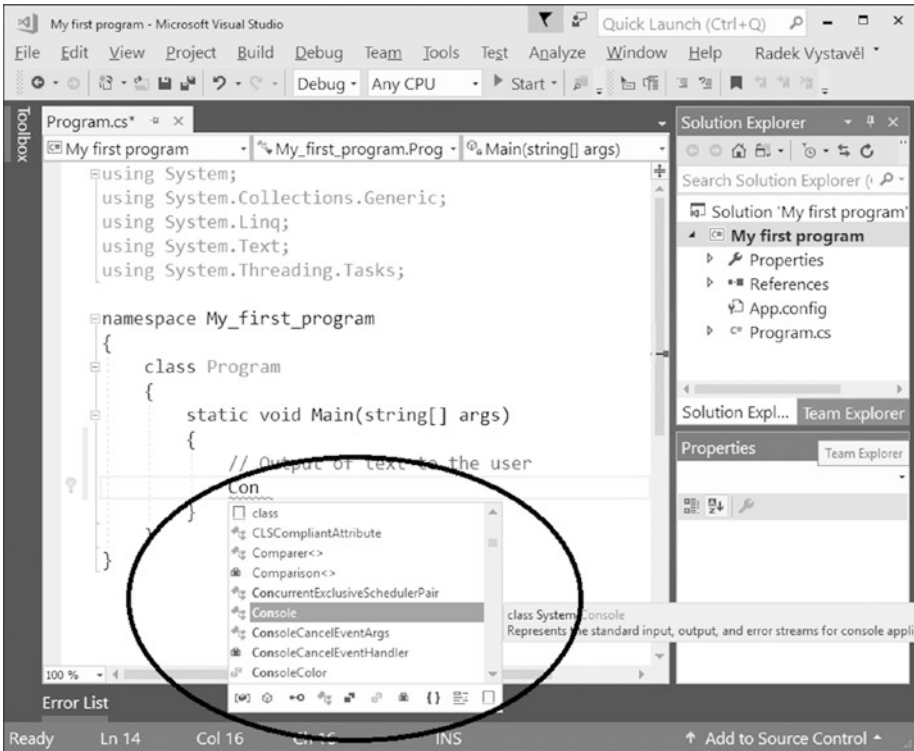 My first program - Microsoft Visual Studio
Quick Launch (Ctrl+Q)
File Edit View Project Build Debug Team Tools Test Analyze Window Help Radek Vystavěl
Debug Any CPU Start
Toolbox
Program.cs*
My first program My_first_program.Prog Main(string[] args)
using System;
using System.Collections.Generic;
using System.Linq;
using System.Text;
using System.Threading.Tasks;
namespace My_first_program
{
class Program
{
static void Main(string[] args)
{
// Output of text to the user
Con
}
}
}
class
CLSCompliantAttribute
Comparer<>
Comparison<>
ConcurrentExclusiveSchedulerPair
Console
ConsoleCancelEventArgs
ConsoleCancelEventHandler
ConsoleColor
class System.Console
Represents the standard input, output, and error streams for console appli
100 %
Error List
Solution Explorer
Search Solution Explorer (
Solution 'My first program'
My first program
Properties
References
App.config
C# Program.cs
Solution Expl... Team Explorer
Properties
Team Explorer
Ready Ln 14 Col 16 Ch 16 INS Add to Source Control